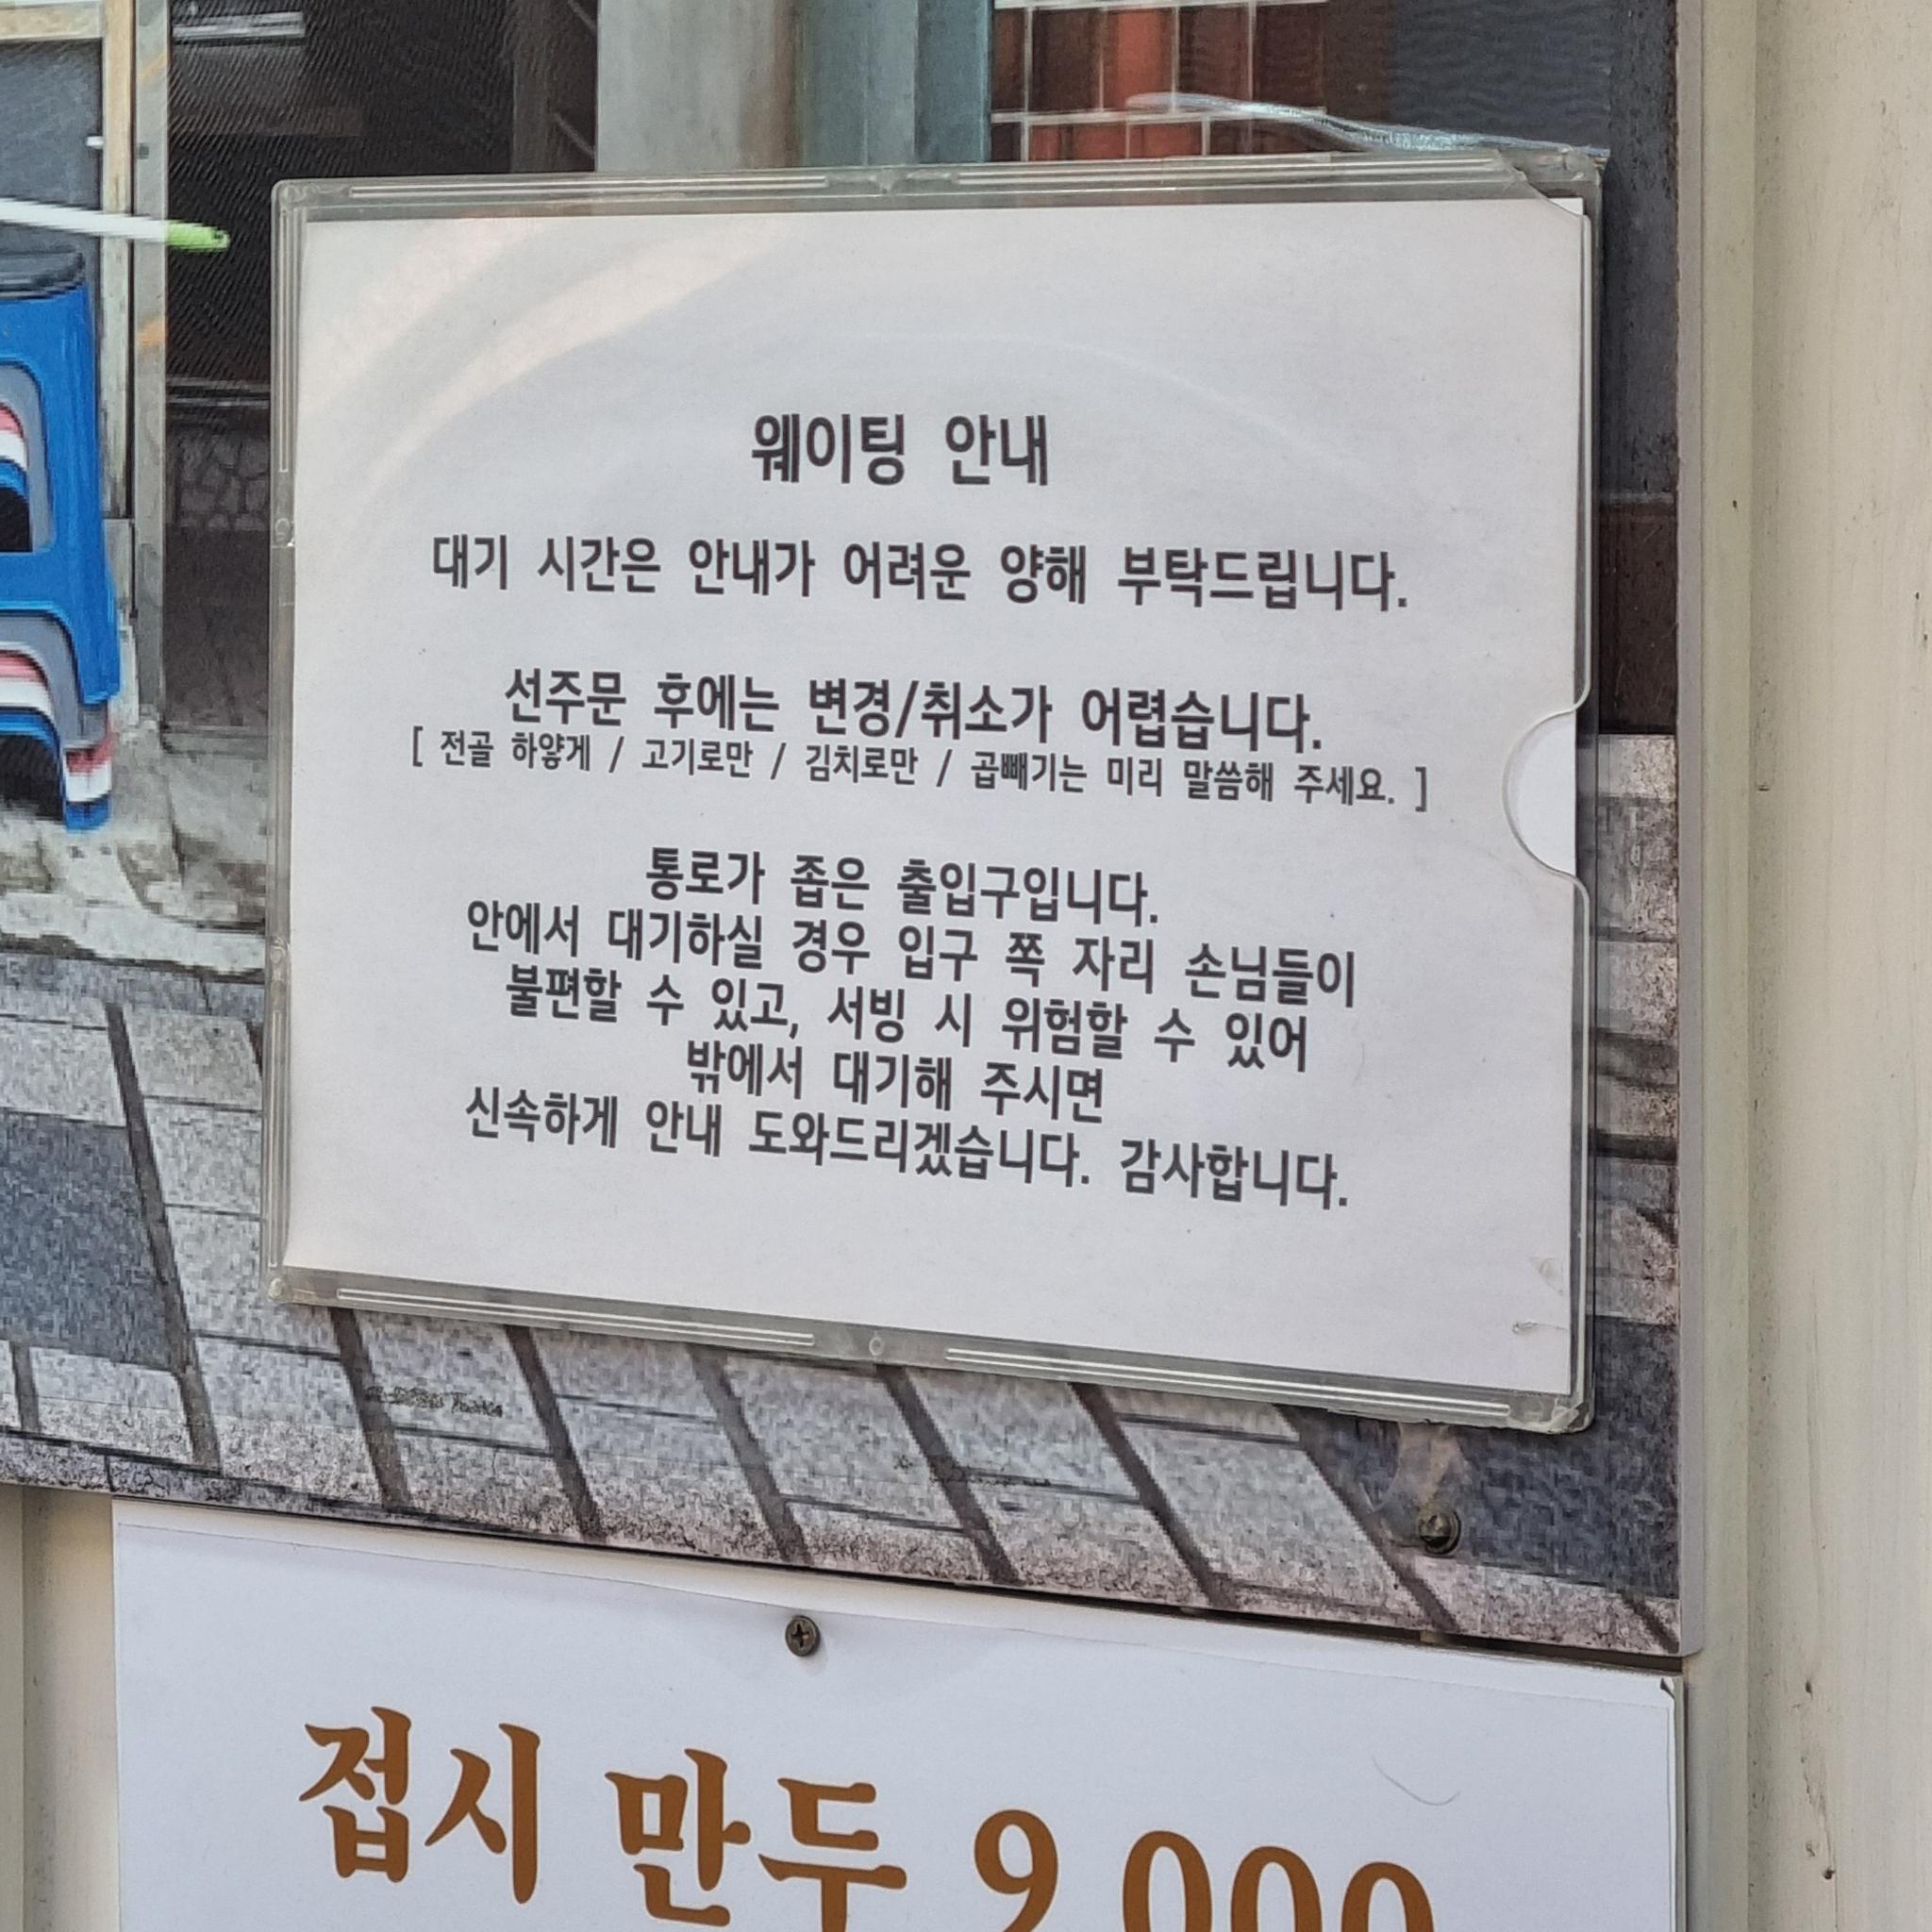 웨이팅 안내
대기 시간은 안내가 어려운 양해 부탁드립니다.
선주문 후에는 변경/취소가 어렵습니다.
[ 전골 하얗게 / 고기로만 / 김치로만 / 곱빼기는 미리 말씀해 주세요. ]
통로가 좁은 출입구입니다.
안에서 대기하실 경우 입구 쪽 자리 손님들이
불편할 수 있고, 서빙 시 위험할 수 있어
밖에서 대기해 주시면
신속하게 안내 도와드리겠습니다. 감사합니다.
접시 만두 9,000